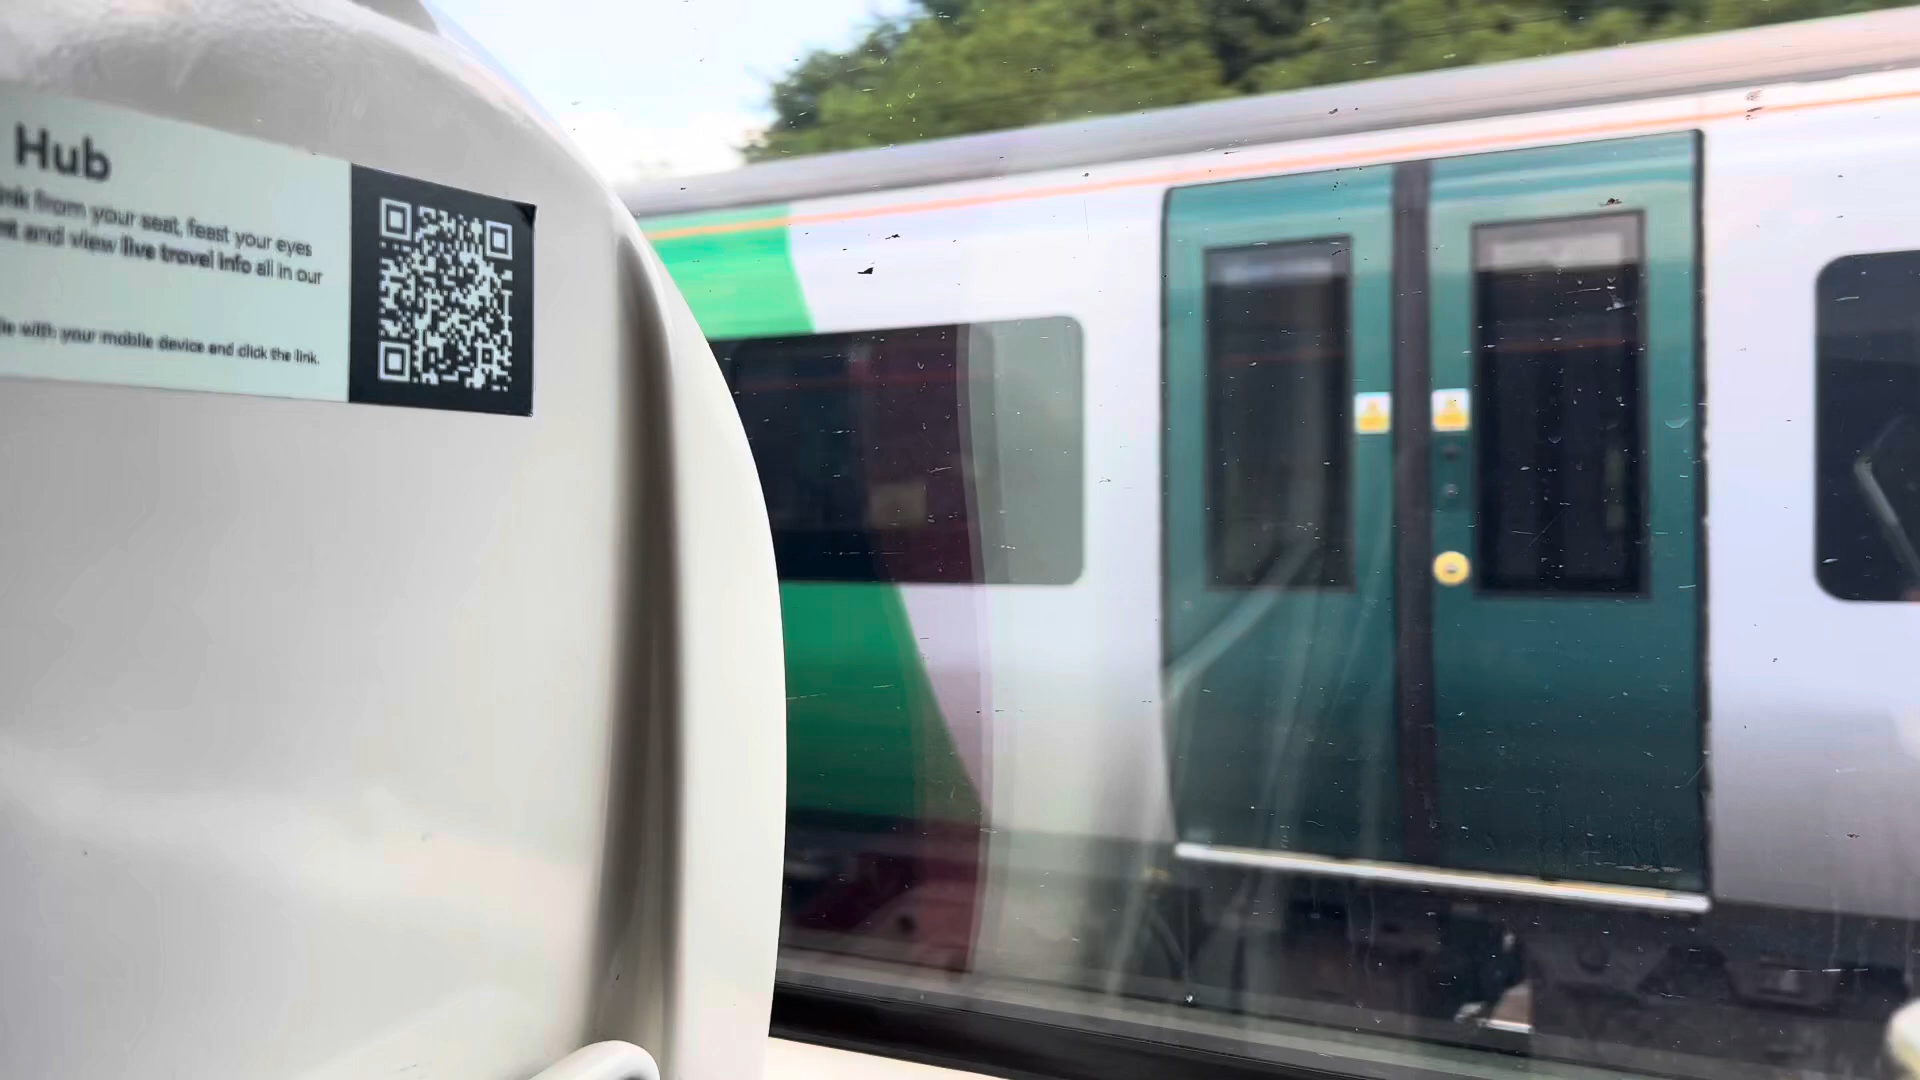 Hub
from your seat, feast your eyes
and view live travel info all in our
with your mobile device and click the link.